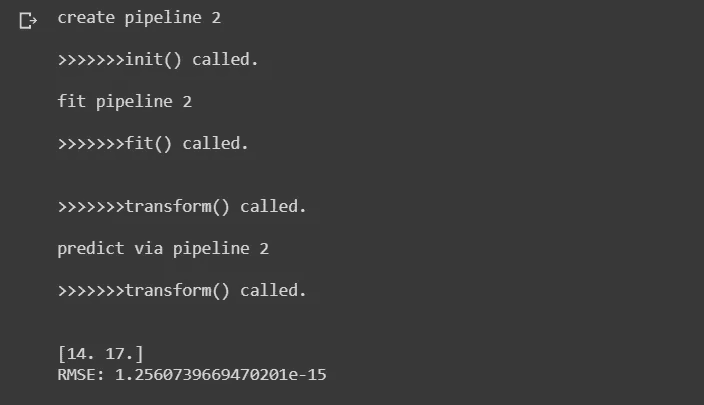 create pipeline 2
>>>>>>>init() called.
fit pipeline 2
>>>>>>>fit() called.
>>>>>>>transform() called.
predict via pipeline 2
>>>>>>>transform() called.
[14. 17.]
RMSE: 1.2560739669470201e-15